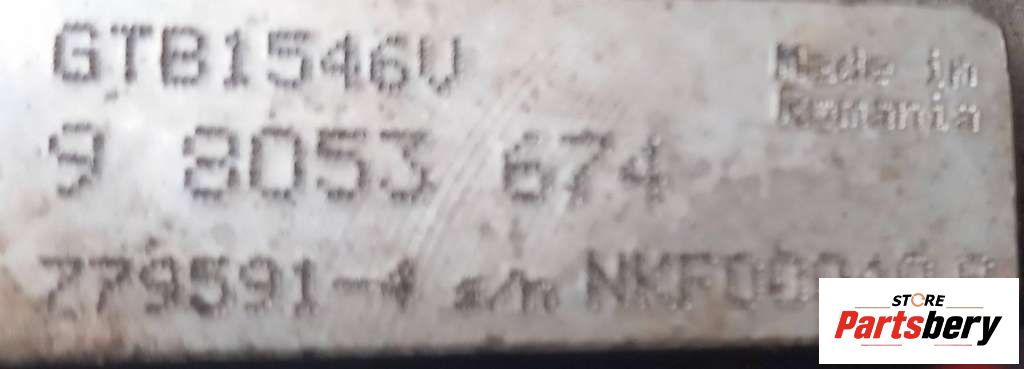 GTB1546V
Made in
Romania
9 8053 674
779591-4 s/n
STORE
Partsbery